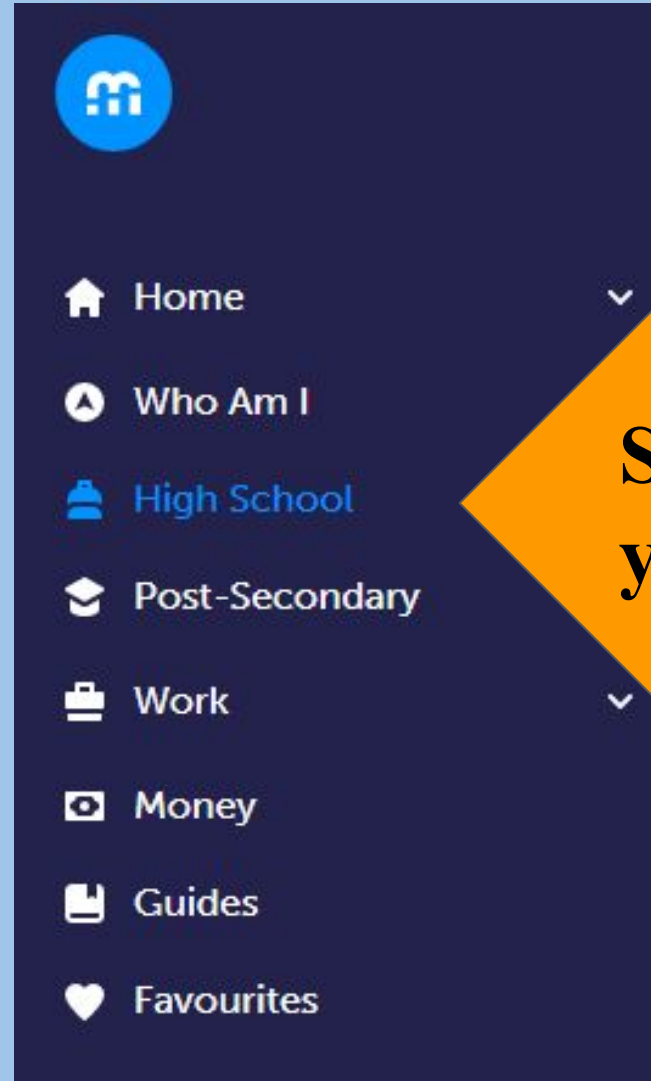 Home
Who Am I
High School
Post-Secondary
Work
Money
Guides
Favourites